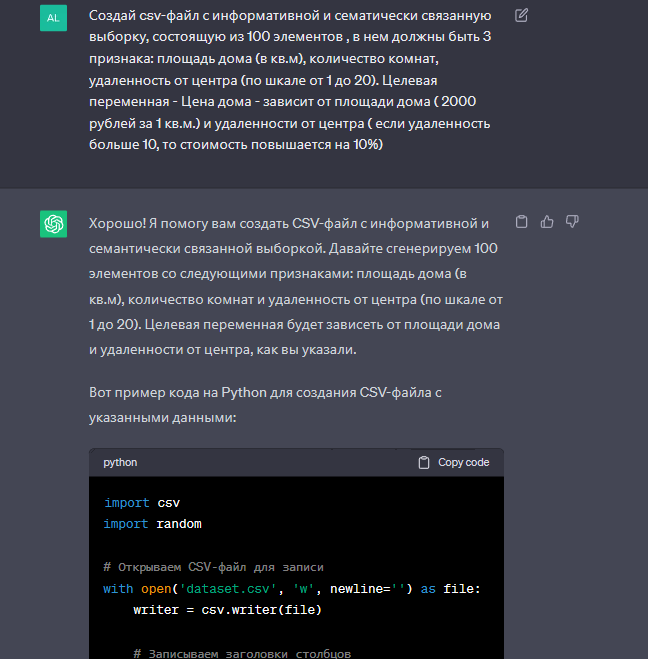 AL
Создай csv-файл с информативной и сематически связанную
выборку, состоящую из 100 элементов , в нем должны быть 3
признака: площадь дома (в кв.м), количество комнат,
удаленность от центра (по шкале от 1 до 20). Целевая
переменная - Цена дома - зависит от площади дома ( 2000
рублей за 1 кв.м.) и удаленности от центра ( если удаленность
больше 10, то стоимость повышается на 10%)
Хорошо! Я помогу вам создать CSV-файл с информативной и
семантически связанной выборкой. Давайте сгенерируем 100
элементов со следующими признаками: площадь дома (в
кв.м), количество комнат и удаленность от центра (по шкале от
1 до 20). Целевая переменная будет зависеть от площади дома
и удаленности от центра, как вы указали.
Вот пример кода на Python для создания CSV-файла с
указанными данными:
python
Copy code
import csv
import random
# Открываем CSV-файл для записи
with open('dataset.csv', 'w', newline='') as file:
writer = csv.writer(file)
# Записываем заголовки столбцов